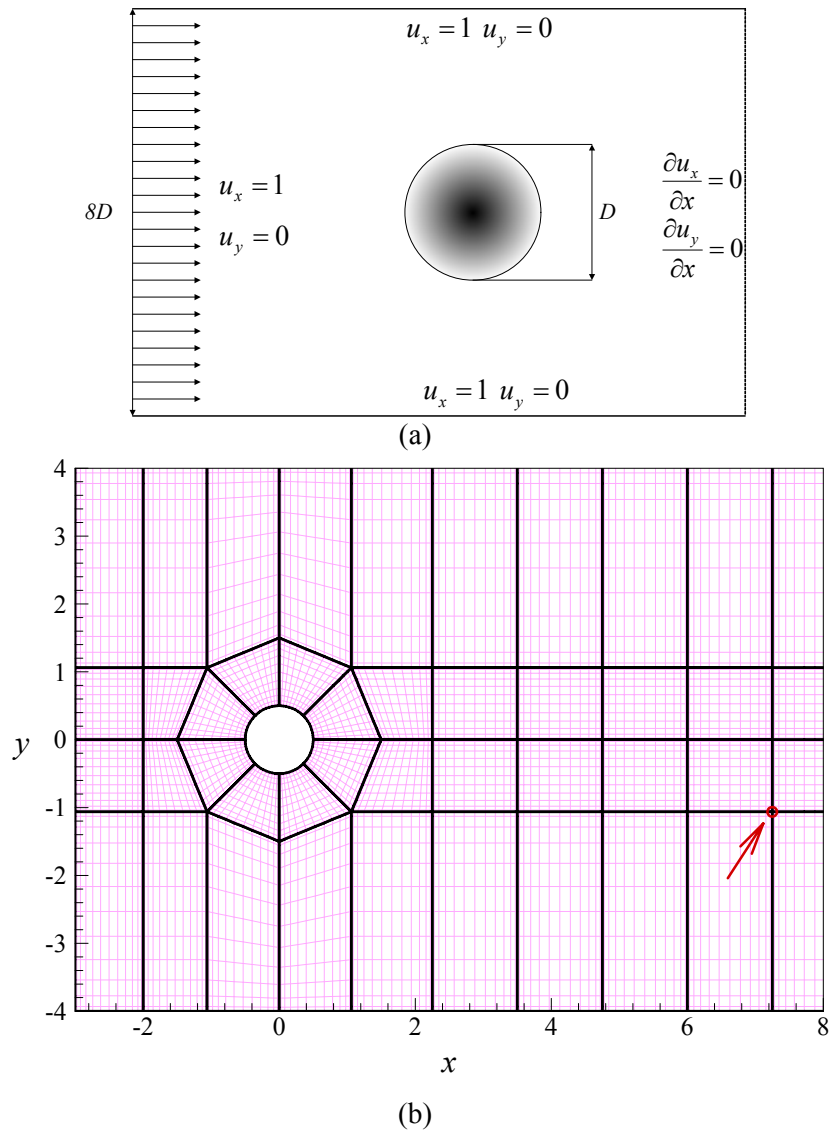 u_x = 1 u_y = 0
8D
u_x = 1
u_y = 0
D
∂u_x/∂x = 0
∂u_y/∂x = 0
u_x = 1 u_y = 0
(a)
4
3
2
1
0
-1
-2
-3
-4
y
-2 0 2 4 6 8
x
(b)